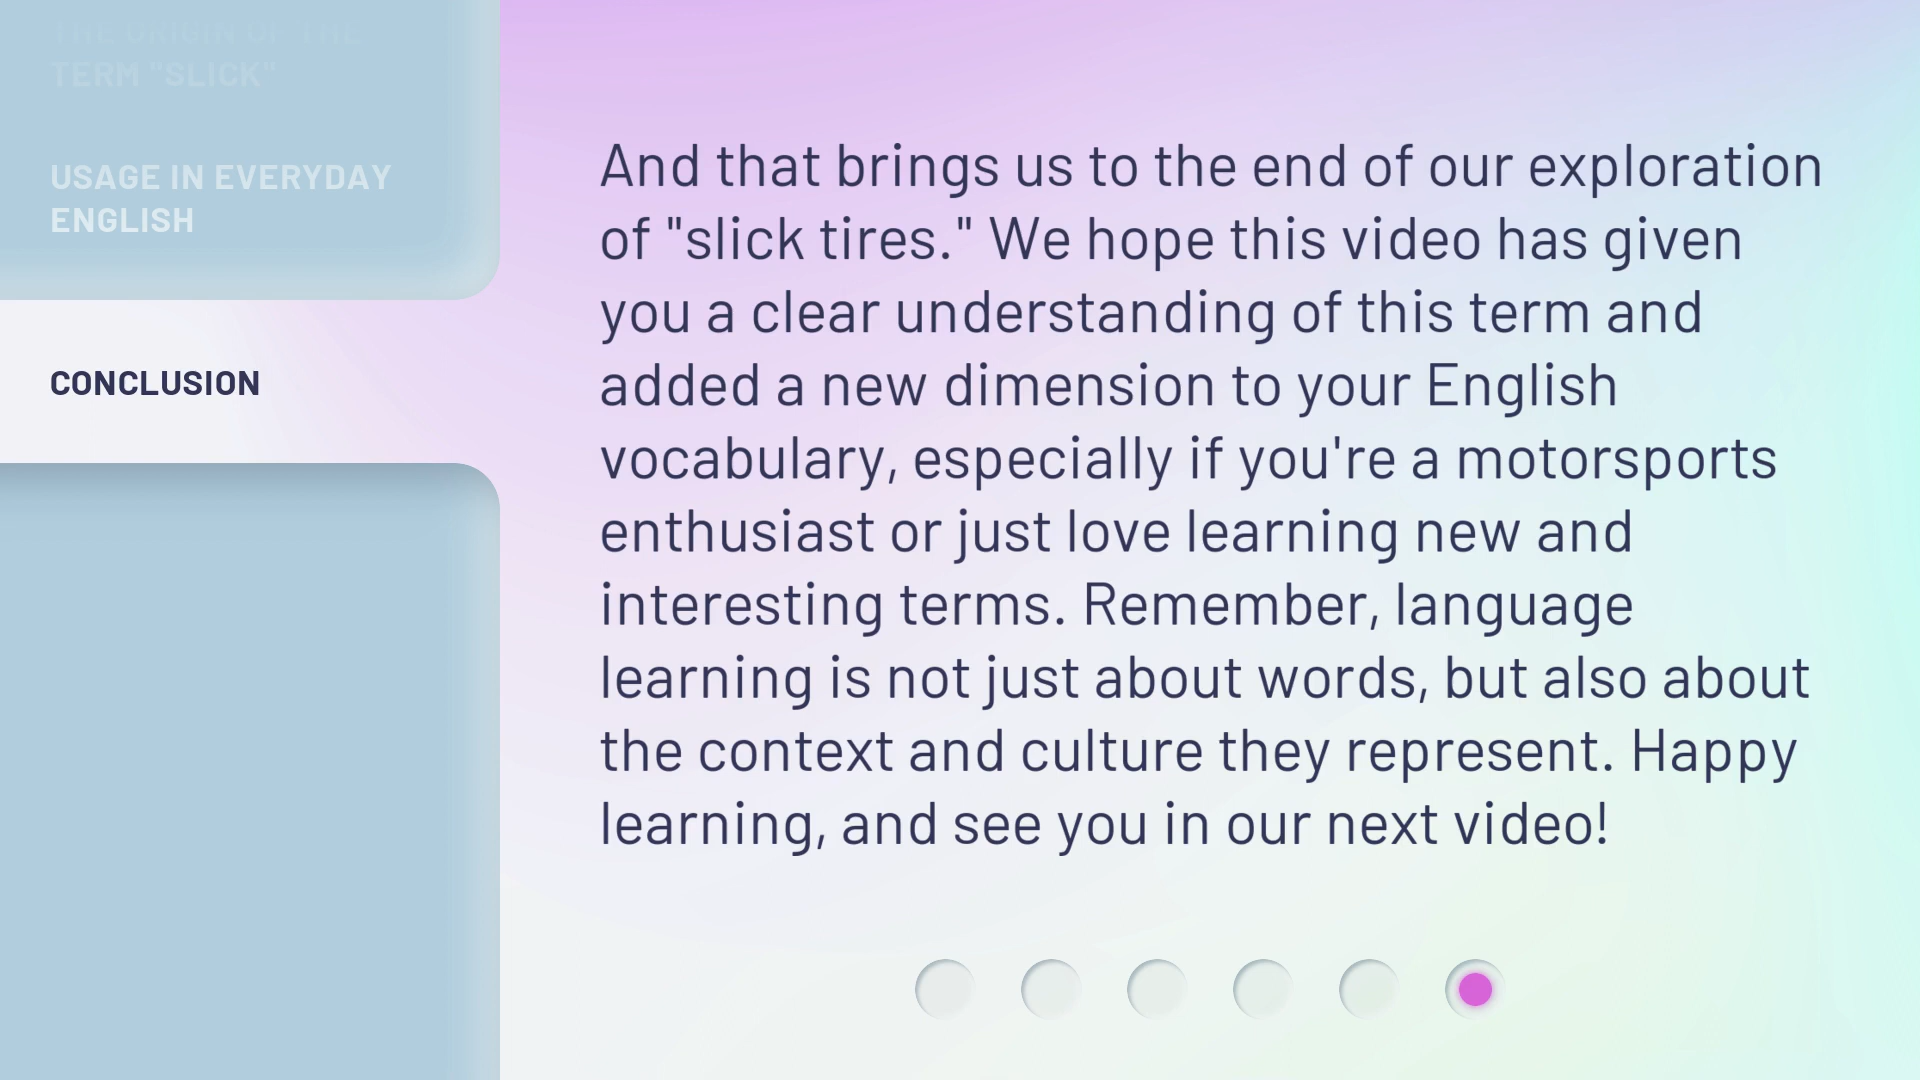 THE ORIGIN OF THE
TERM "SLICK"
USAGE IN EVERYDAY
ENGLISH
CONCLUSION
And that brings us to the end of our exploration
of "slick tires." We hope this video has given
you a clear understanding of this term and
added a new dimension to your English
vocabulary, especially if you're a motorsports
enthusiast or just love learning new and
interesting terms. Remember, language
learning is not just about words, but also about
the context and culture they represent. Happy
learning, and see you in our next video!